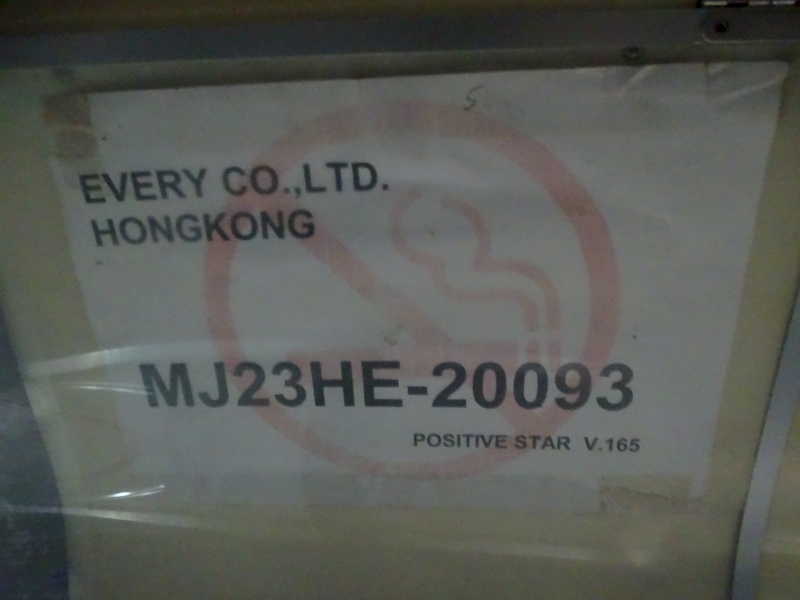 5
EVERY CO.,LTD.
HONGKONG
MJ23HE-20093
POSITIVE STAR V.165